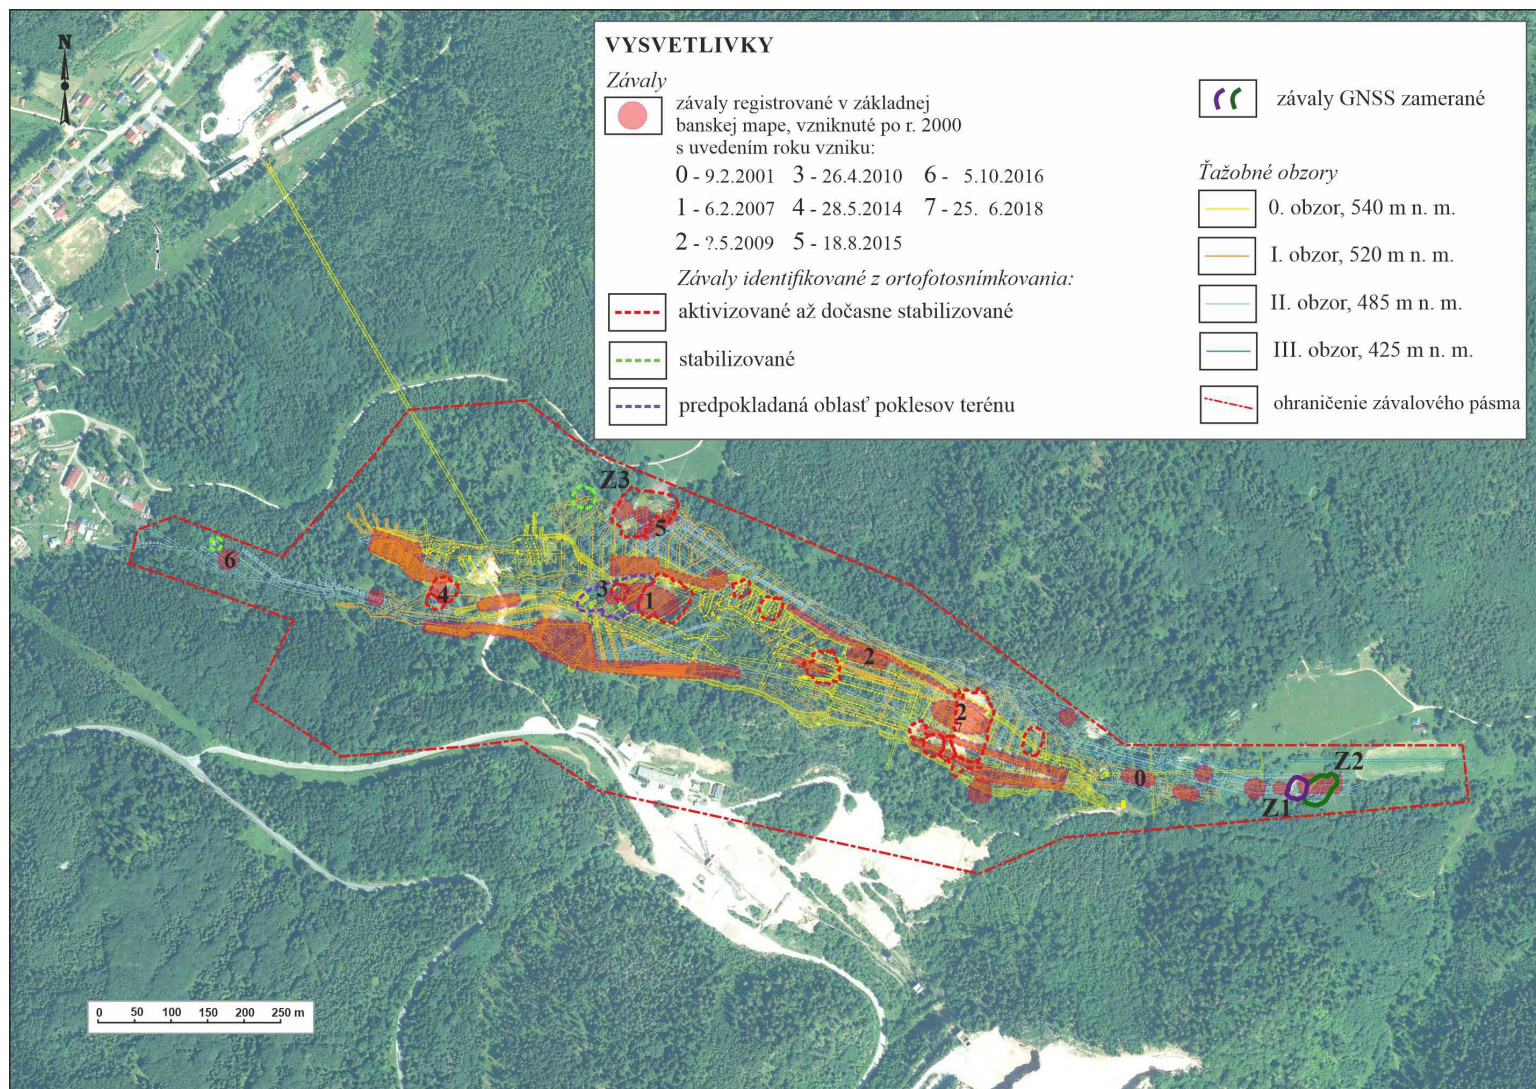 N
VYSVETLIVKY
Závaly
závaly registrované v základnej
banskej mape, vzniknuté po r. 2000
s uvedením roku vzniku:
0 - 9.2.2001 3 - 26.4.2010 6 - 5.10.2016
1 - 6.2.2007 4 - 28.5.2014 7 - 25. 6.2018
2 - ?.5.2009 5 - 18.8.2015
Závaly identifikované z ortofotosnímkovania:
aktivizované až dočasne stabilizované
stabilizované
predpokladaná oblasť poklesov terénu
závaly GNSS zamerané
Ťažobné obzory
0. obzor, 540 m n. m.
I. obzor, 520 m n. m.
II. obzor, 485 m n. m.
III. obzor, 425 m n. m.
ohraničenie závalového pásma
Z3
5
6
4
3
1
2
2
7
0
Z2
Z1
0 50 100 150 200 250 m